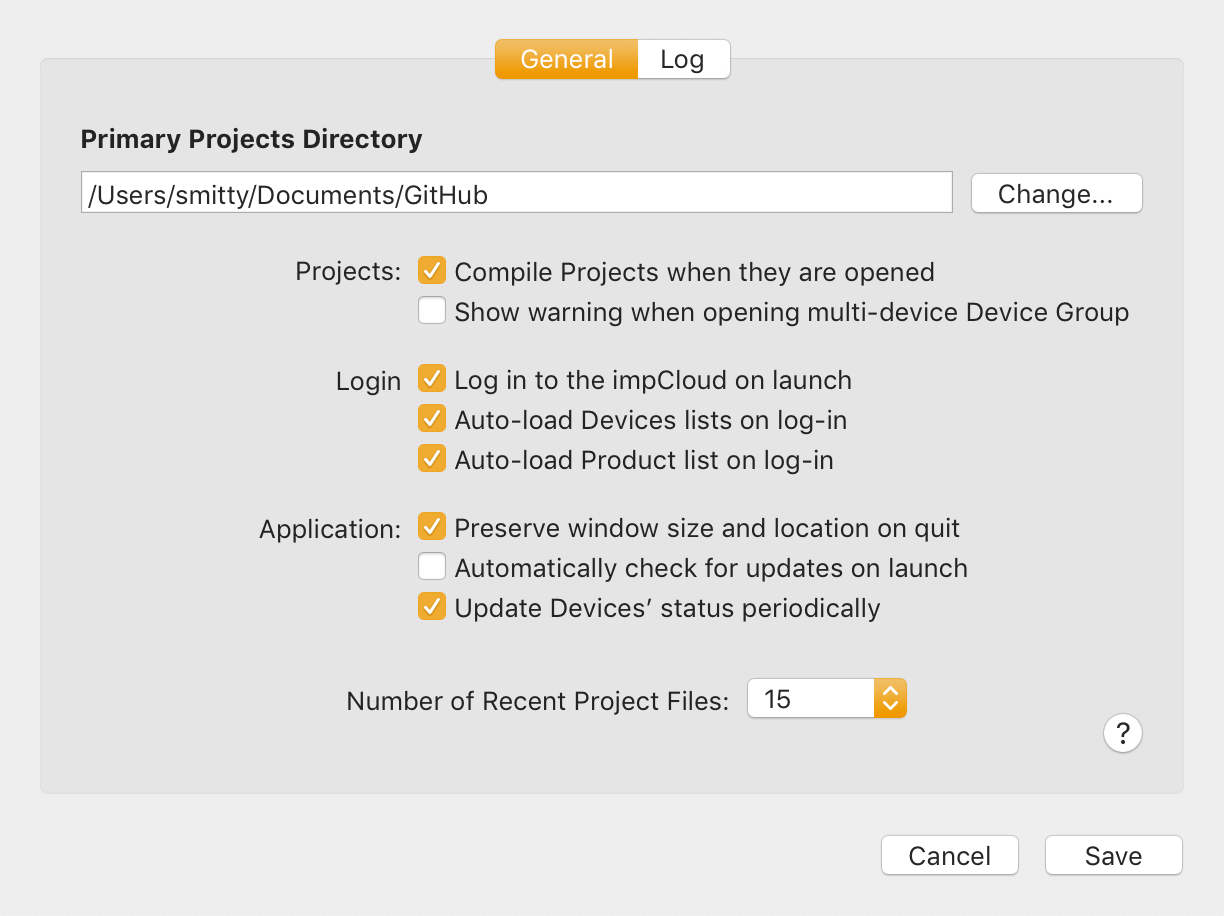 General Log
Primary Projects Directory
/Users/smitty/Documents/GitHub Change...
Projects: Compile Projects when they are opened
Show warning when opening multi-device Device Group
Login Log in to the impCloud on launch
Auto-load Devices lists on log-in
Auto-load Product list on log-in
Application: Preserve window size and location on quit
Automatically check for updates on launch
Update Devices’ status periodically
Number of Recent Project Files: 15
?
Cancel Save